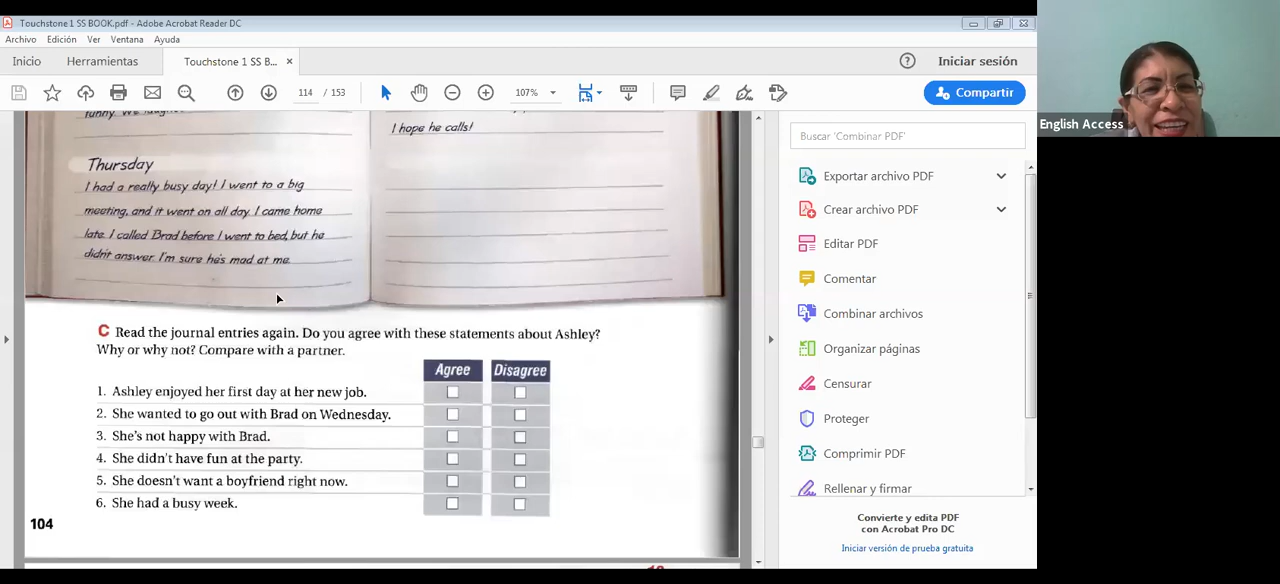 Touchstone 1 SS BOOK.pdf - Adobe Acrobat Reader DC
Archivo Edición Ver Ventana Ayuda
Inicio Herramientas Touchstone 1 SS B... × Iniciar sesión
114 / 153 107% Compartir
funny. We
I hope he calls!
Thursday
I had a really busy day! I went to a big
meeting, and it went on all day. I came home
late. I called Brad before I went to bed, but he
didn't answer. I'm sure he's mad at me.
C Read the journal entries again. Do you agree with these statements about Ashley?
Why or why not? Compare with a partner.
Agree Disagree
1. Ashley enjoyed her first day at her new job.
2. She wanted to go out with Brad on Wednesday.
3. She's not happy with Brad.
4. She didn't have fun at the party.
5. She doesn't want a boyfriend right now.
6. She had a busy week.
104
Buscar 'Combinar PDF'
Exportar archivo PDF
Crear archivo PDF
Editar PDF
Comentar
Combinar archivos
Organizar páginas
Censurar
Proteger
Comprimir PDF
Rellenar y firmar
Convierte y edita PDF
con Acrobat Pro DC
Iniciar versión de prueba gratuita
English Access